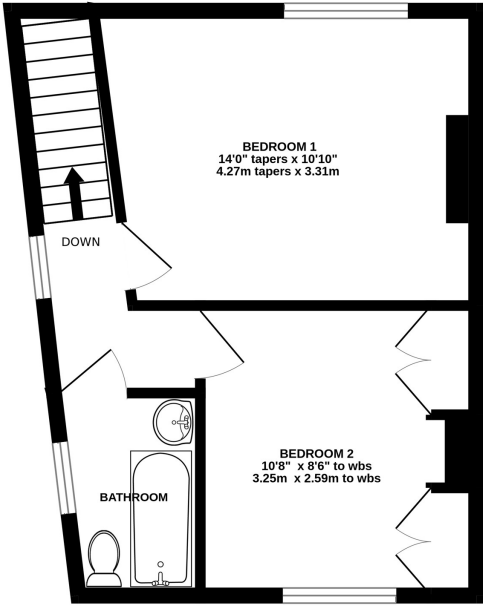 BEDROOM 1
14'0" tapers x 10'10"
4.27m tapers x 3.31m
DOWN
BEDROOM 2
10'8"  x 8'6" to wbs
3.25m  x 2.59m to wbs
BATHROOM